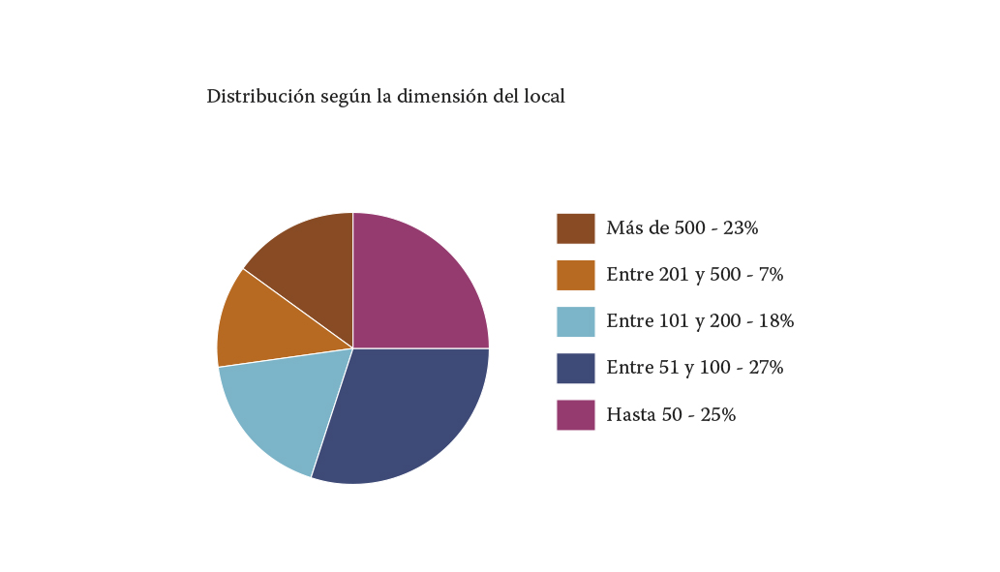 Distribución según la dimensión del local
Más de 500 - 23%
Entre 201 y 500 - 7%
Entre 101 y 200 - 18%
Entre 51 y 100 - 27%
Hasta 50 - 25%